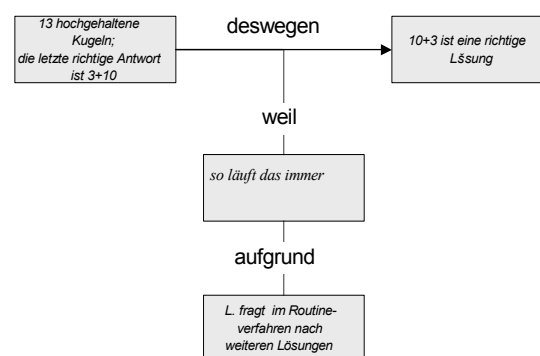 13 hochgehaltene
Kugeln;
die letzte richtige Antwort
ist 3+10
deswegen
10+3 ist eine richtige
Lšsung
weil
so läuft das immer
aufgrund
L. fragt im Routine-
verfahren nach
weiteren Lösungen